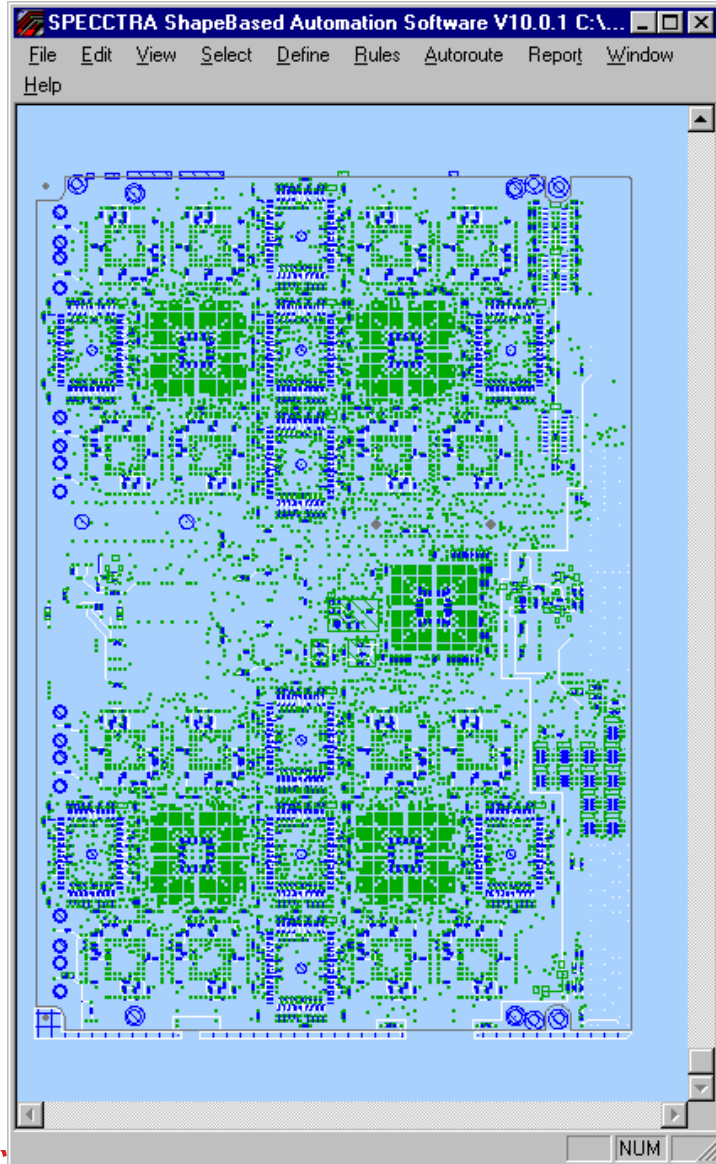 SPECCTRA ShapeBased Automation Software V10.0.1 C:\...
File Edit View Select Define Rules Autoroute Report Window
Help
NUM